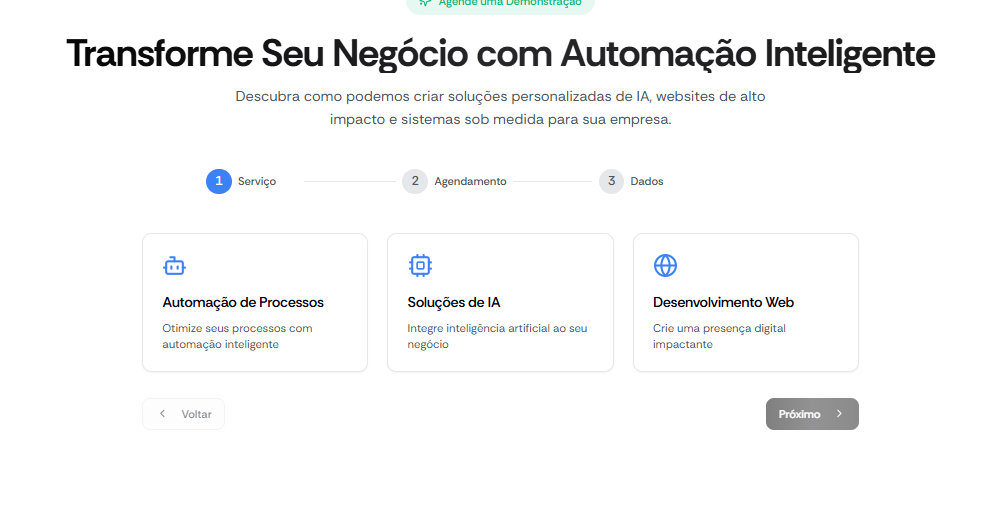 Agende uma Demonstração
Transforme Seu Negócio com Automação Inteligente
Descubra como podemos criar soluções personalizadas de IA, websites de alto
impacto e sistemas sob medida para sua empresa.
1 Serviço
2 Agendamento
3 Dados
Automação de Processos
Otimize seus processos com
automação inteligente
Soluções de IA
Integre inteligência artificial ao seu
negócio
Desenvolvimento Web
Crie uma presença digital
impactante
Voltar
Próximo